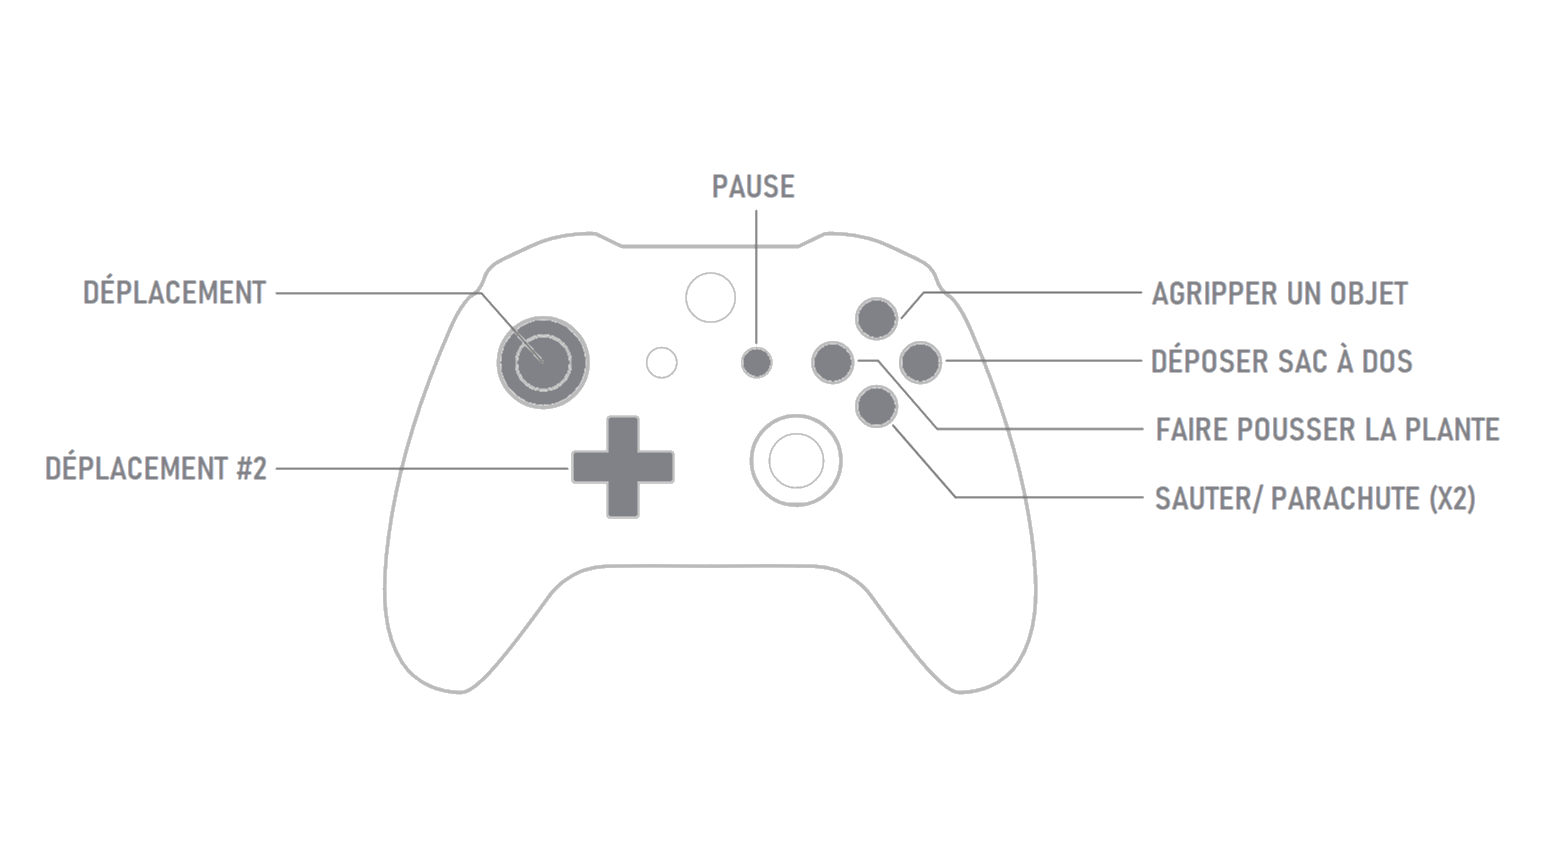 PAUSE
DÉPLACEMENT
AGRIPPER UN OBJET
DÉPOSER SAC À DOS
FAIRE POUSSER LA PLANTE
DÉPLACEMENT #2
SAUTER/ PARACHUTE (X2)